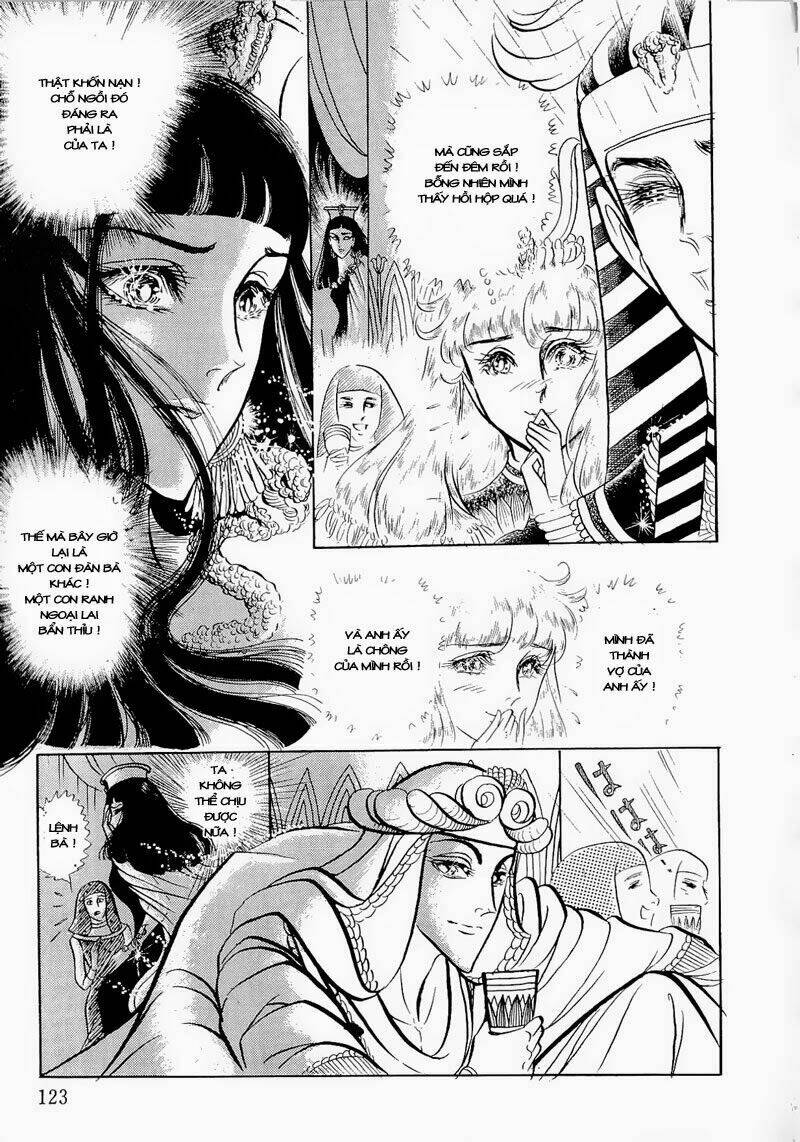 MÀ CŨNG SẮP
ĐẾN ĐÊM RỒI !
BỖNG NHIÊN MÌNH
THẤY HỒI HỘP QUÁ !
THẬT KHỐN NẠN !
CHỖ NGỒI ĐÓ
ĐÁNG RA
PHẢI LÀ
CỦA TA !
THẾ MÀ BÂY GIỜ
LẠI LÀ
MỘT CON ĐÀN BÀ
KHÁC !
MỘT CON RANH
NGOẠI LAI
BẨN THỈU !
MÌNH ĐÃ
THÀNH
VỢ CỦA
ANH ẤY !
VÀ ANH ẤY
LÀ CHỒNG
CỦA MÌNH RỒI !
TA
KHÔNG
THỂ CHỊU
ĐƯỢC
NỮA !
LỆNH
BÀ !
はははは
123